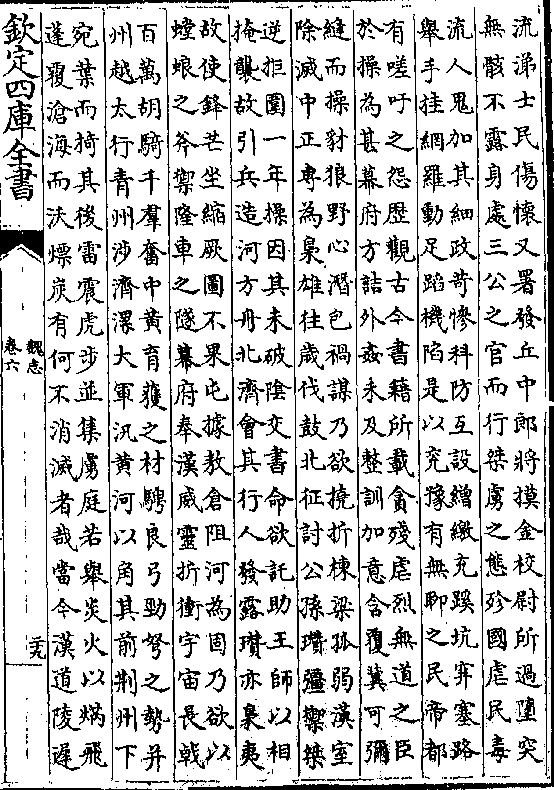 流涕士民傷懷又署發丘中郎將摸金校尉所過墮突
無骸不露身處三公之官而行桀虜之態殄國虐民毒
流人鬼加其細政苛慘科防互設繒繳充蹊坑穽塞路
舉手挂網羅動足蹈機陷是以兗豫有無聊之民帝都
有嗟吁之怨歷觀古今書籍所載貪殘虐烈無道之臣
於操為甚幕府方詰外姦未及整訓加意含覆冀可彌
縫而操豺狼野心潛包禍謀乃欲撓折棟梁孤弱漢室
除滅中正專為梟雄往歲伐鼓北征討公孫瓚彊禦桀
逆拒圍一年操因其未破陰交書命欲託助王師以相
掩襲故引兵造河方舟北濟會其行人發露瓚亦梟夷
故使鋒芒坐縮厥圖不果屯據教倉阻河為固乃欲以
螳蜋之斧禦隆車之隧幕府奉漢威靈折衝宇宙長戟
百萬胡騎千羣奮中黃育獲之材騁良弓勁弩之勢并
州越太行青州涉濟漯大軍汎黃河以角其前荆州下
宛葉而掎其後雷震虎步並集虜庭若舉炎火以焫飛
蓬覆滄海而沃熛炭有何不消滅者哉當今漢道陵遲
欽定四庫全書
魏志
卷六